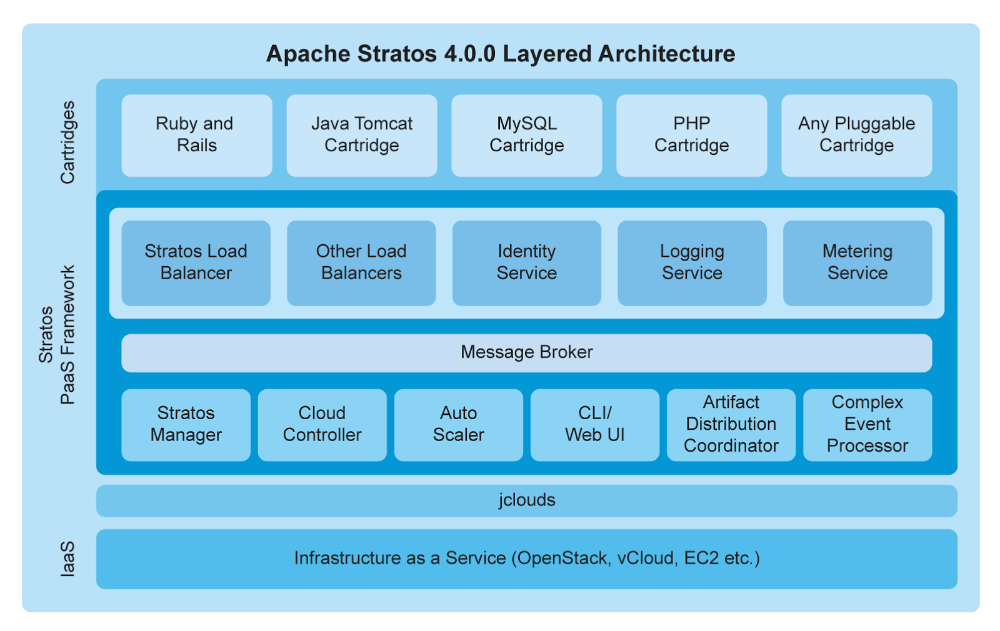 Apache Stratos 4.0.0 Layered Architecture
Cartridges
Ruby and
Rails
Java Tomcat
Cartridge
MySQL
Cartridge
PHP
Cartridge
Any Pluggable
Cartridge
Stratos
PaaS Framework
Stratos Load
Balancer
Other Load
Balancers
Identity
Service
Logging
Service
Metering
Service
Message Broker
Stratos
Manager
Cloud
Controller
Auto
Scaler
CLI/
Web UI
Artifact
Distribution
Coordinator
Complex
Event
Processor
jclouds
IaaS
Infrastructure as a Service (OpenStack, vCloud, EC2 etc.)